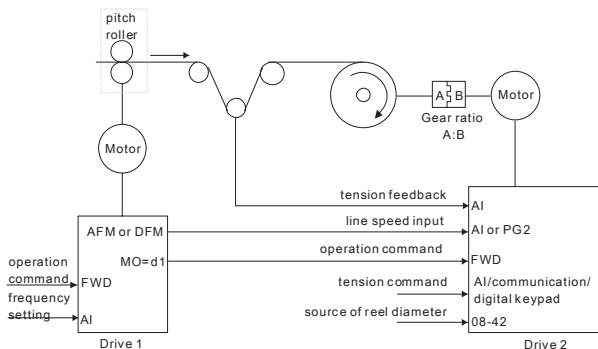 pitch
roller
A B
Motor
Gear ratio
A:B
Motor
tension feedback
AI
AFM or DFM
line speed input
AI or PG2
operation command
MO=d1
FWD
operation
command
FWD
tension command
AI/communication/
digital keypad
frequency
setting
AI
source of reel diameter
08-42
Drive 1
Drive 2